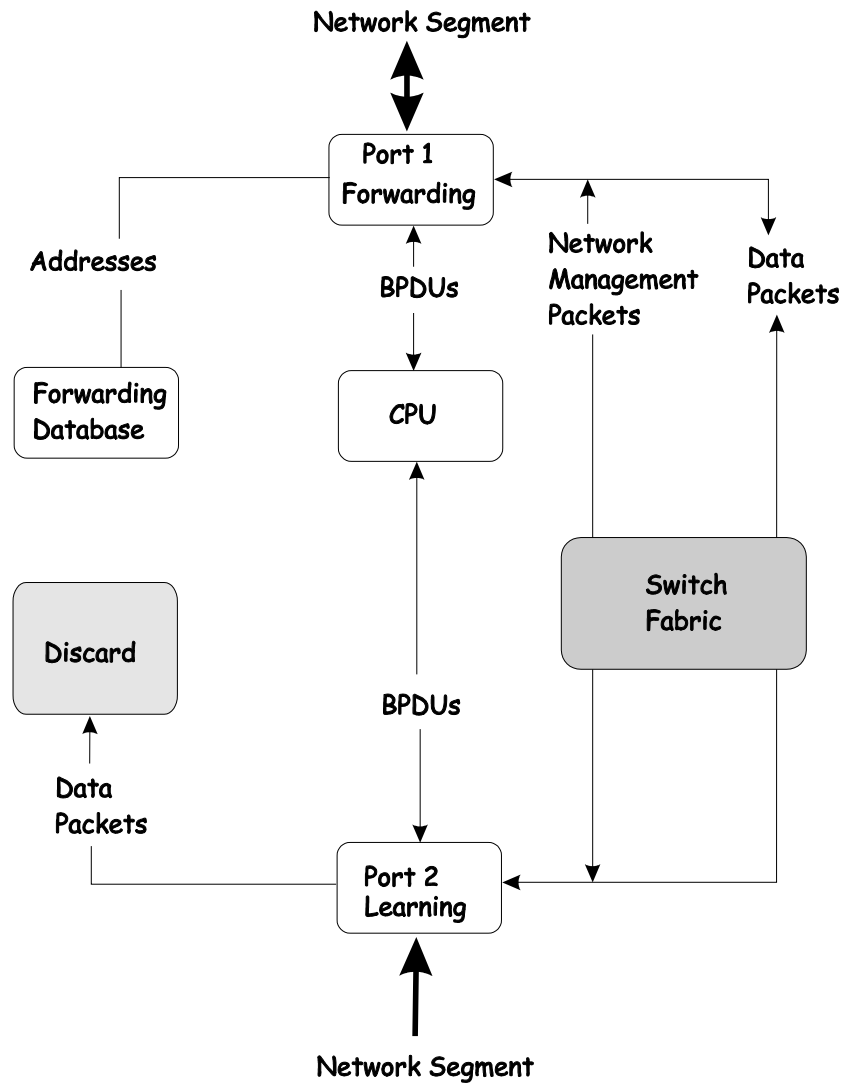 Network Segment
Port 1
Forwarding
Addresses
BPDUs
Network
Management
Packets
Data
Packets
Forwarding
Database
CPU
Switch
Fabric
Discard
BPDUs
Data
Packets
Port 2
Learning
Network Segment